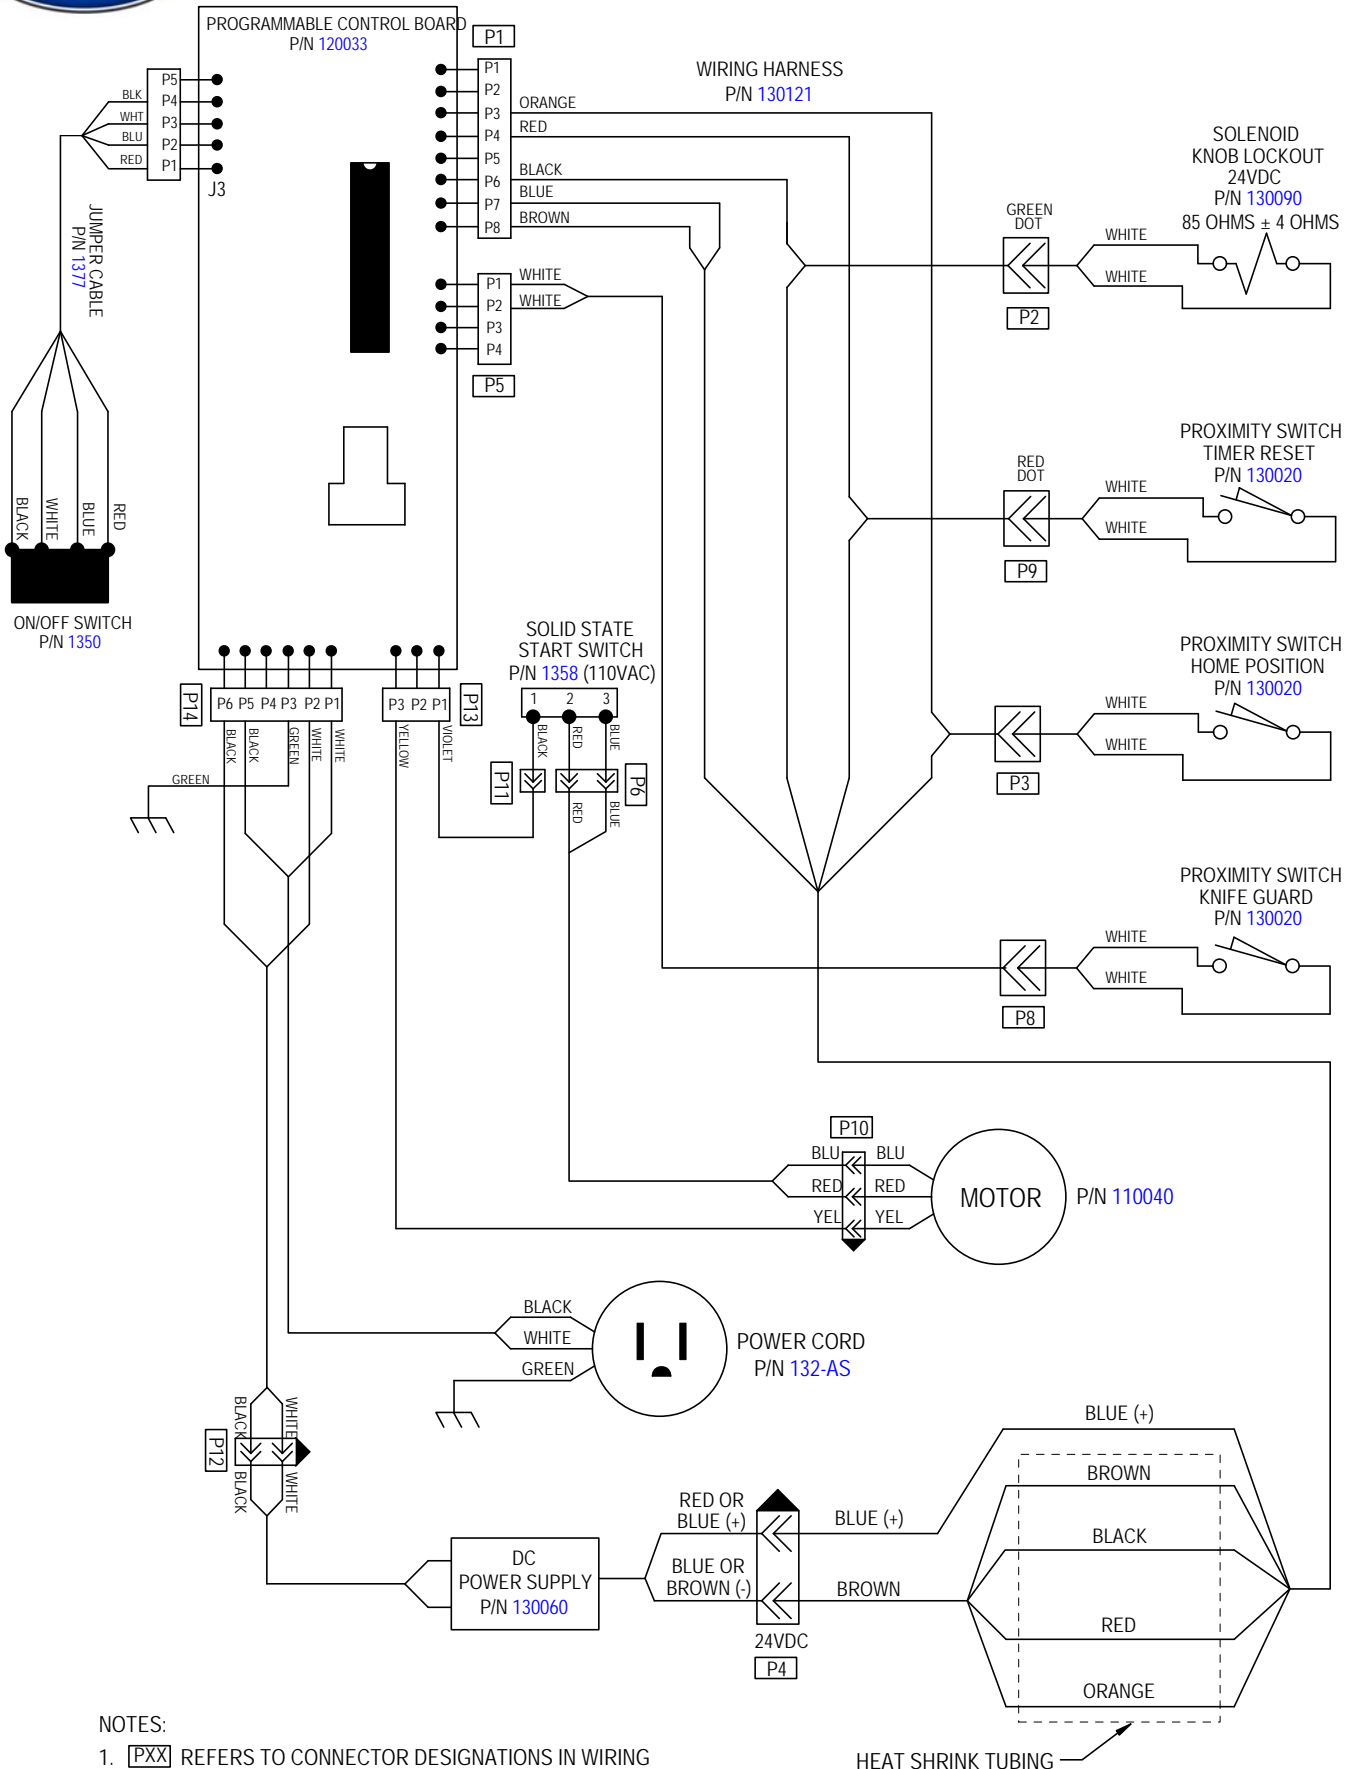 PROGRAMMABLE CONTROL BOARD
P/N 120033
P1
P5
P4
P3
P2
P1
BLK
WHT
BLU
RED
J3
P1
P2
P3
P4
P5
P6
P7
P8
ORANGE
RED
BLACK
BLUE
BROWN
WIRING HARNESS
P/N 130121
P1
P2
P3
P4
WHITE
WHITE
P5
JUMPER CABLE
P/N 1377
BLACK
WHITE
BLUE
RED
ON/OFF SWITCH
P/N 1350
SOLENOID
KNOB LOCKOUT
24VDC
P/N 130090
85 OHMS ± 4 OHMS
GREEN
DOT
WHITE
WHITE
P2
PROXIMITY SWITCH
TIMER RESET
P/N 130020
RED
DOT
WHITE
WHITE
P9
PROXIMITY SWITCH
HOME POSITION
P/N 130020
WHITE
WHITE
P3
PROXIMITY SWITCH
KNIFE GUARD
P/N 130020
WHITE
WHITE
P8
SOLID STATE
START SWITCH
P/N 1358 (110VAC)
1 2 3
BLACK
RED
BLUE
P11
P6
RED
BLUE
P14
P6 P5 P4 P3 P2 P1
BLACK
BLACK
GREEN
WHITE
WHITE
GREEN
P3 P2 P1
P13
YELLOW
VIOLET
P10
BLU BLU
RED RED
YEL YEL
MOTOR
P/N 110040
BLACK
WHITE
GREEN
POWER CORD
P/N 132-AS
BLACK
WHITE
P12
BLACK
WHITE
DC
POWER SUPPLY
P/N 130060
RED OR
BLUE (+)
BLUE OR
BROWN (-)
24VDC
P4
BLUE (+)
BROWN
BLUE (+)
BROWN
BLACK
RED
ORANGE
HEAT SHRINK TUBING
NOTES:
1. PXX REFERS TO CONNECTOR DESIGNATIONS IN WIRING